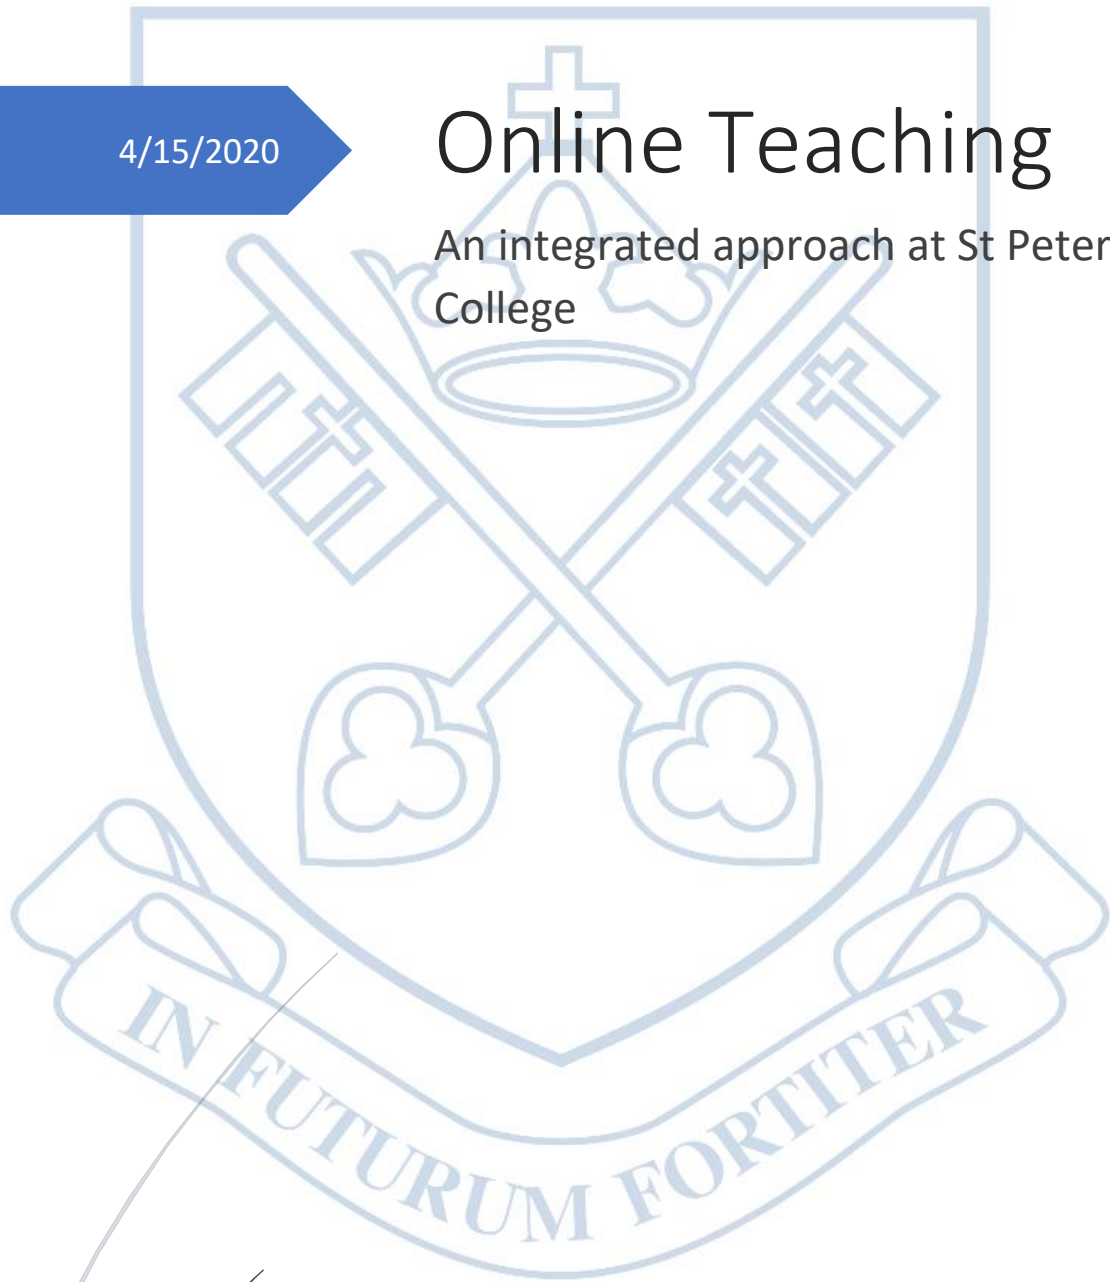 4/15/2020
Online Teaching
An integrated approach at St Peter
College
IN FUTURUM FORTITER